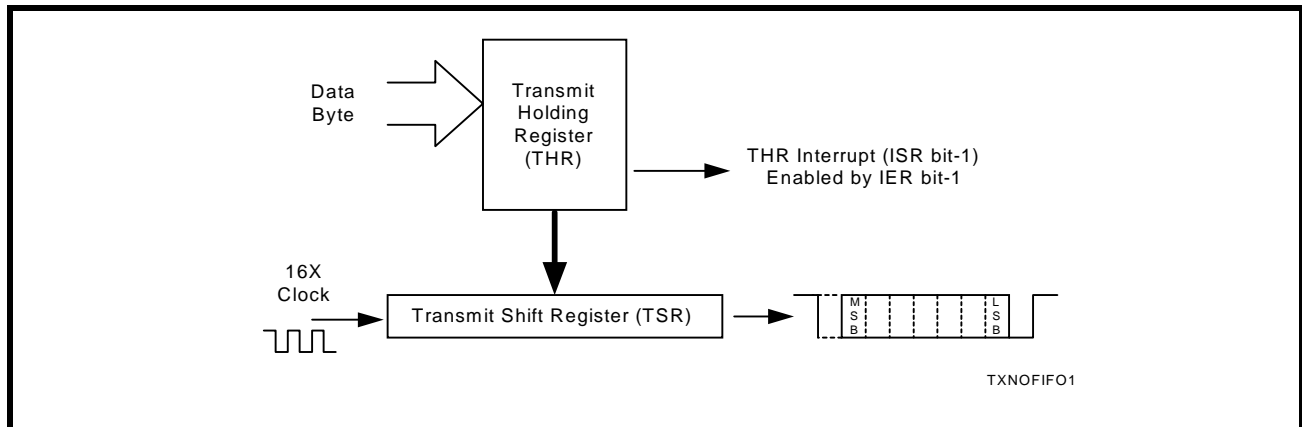 Data
Byte
Transmit
Holding
Register
(THR)
THR Interrupt (ISR bit-1)
Enabled by IER bit-1
16X
Clock
Transmit Shift Register (TSR)
M
S
B
L
S
B
TXNOFIFO1